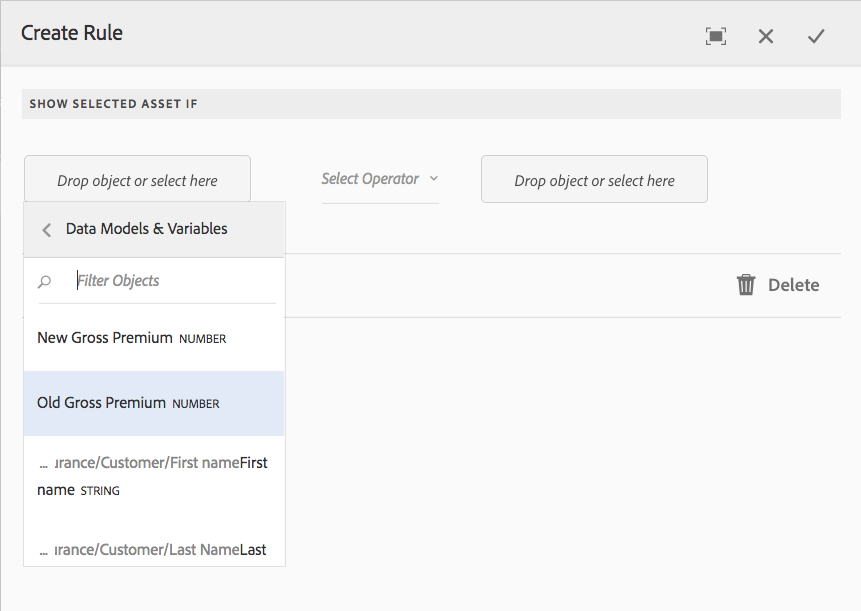 Create Rule
SHOW SELECTED ASSET IF
Drop object or select here
Select Operator
Drop object or select here
Data Models & Variables
Filter Objects
Delete
New Gross Premium NUMBER
Old Gross Premium NUMBER
... urance/Customer/First nameFirst
name STRING
... urance/Customer/Last NameLast